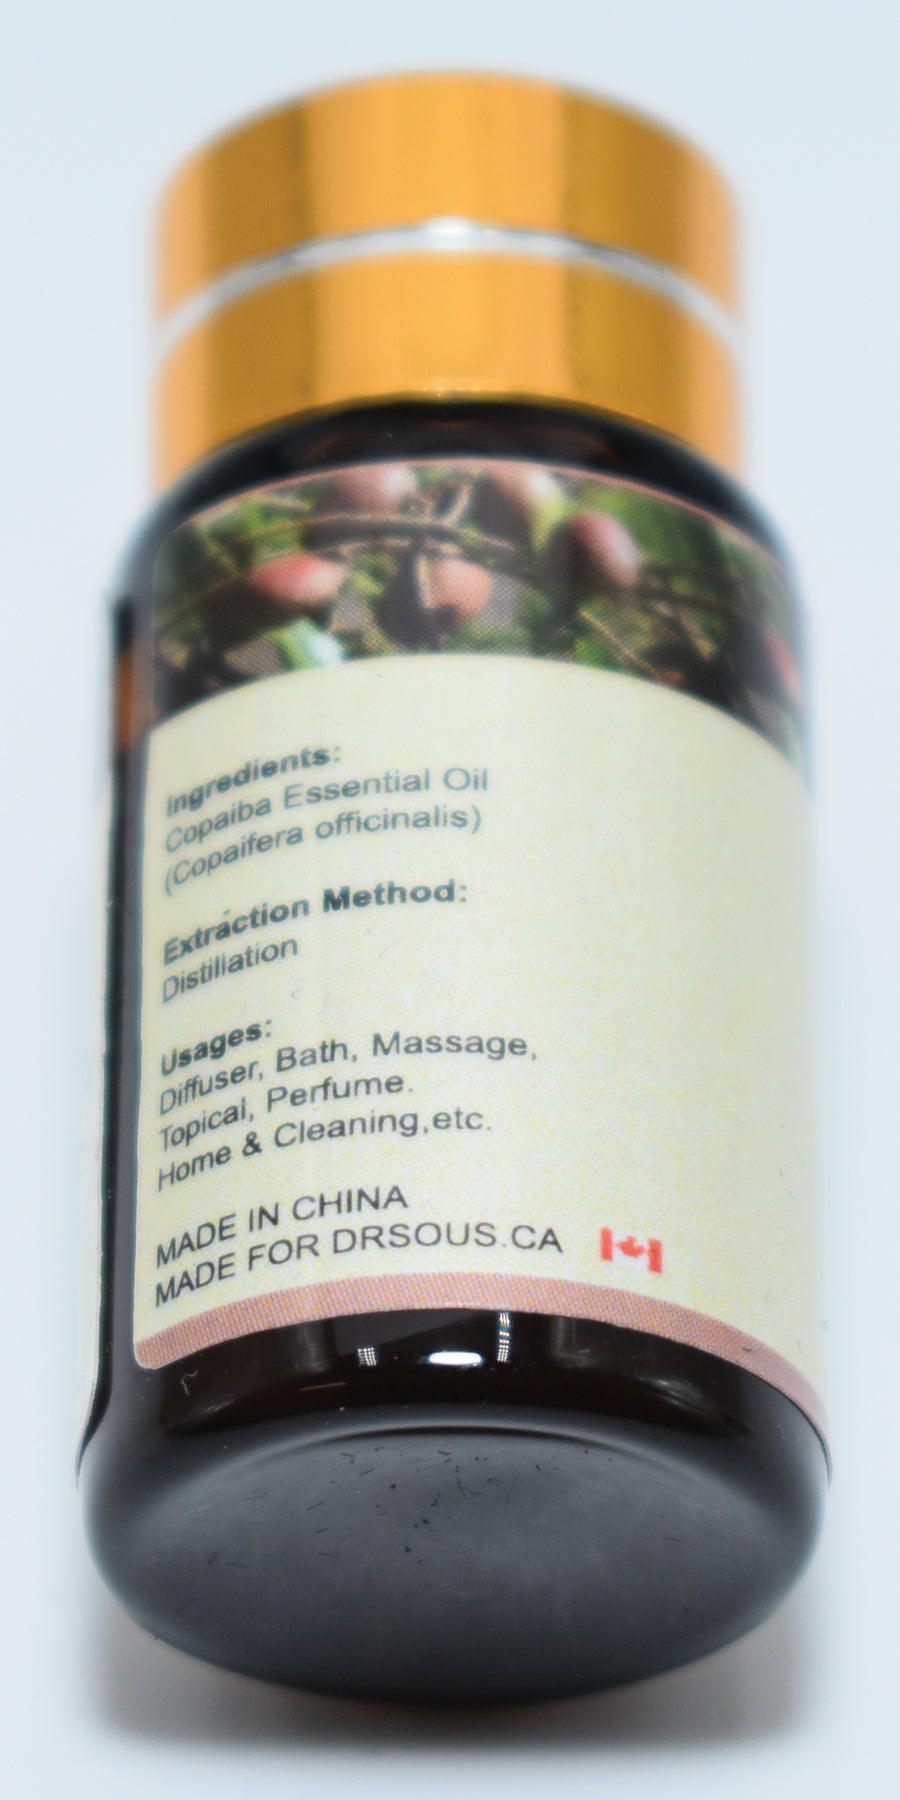 Ingredients:
Copaiba Essential Oil
(Copaifera officinalis)
Extraction Method:
Distillation
Usages:
Diffuser, Bath, Massage,
Topical, Perfume.
Home & Cleaning,etc.
MADE IN CHINA
MADE FOR DRSOUS.CA